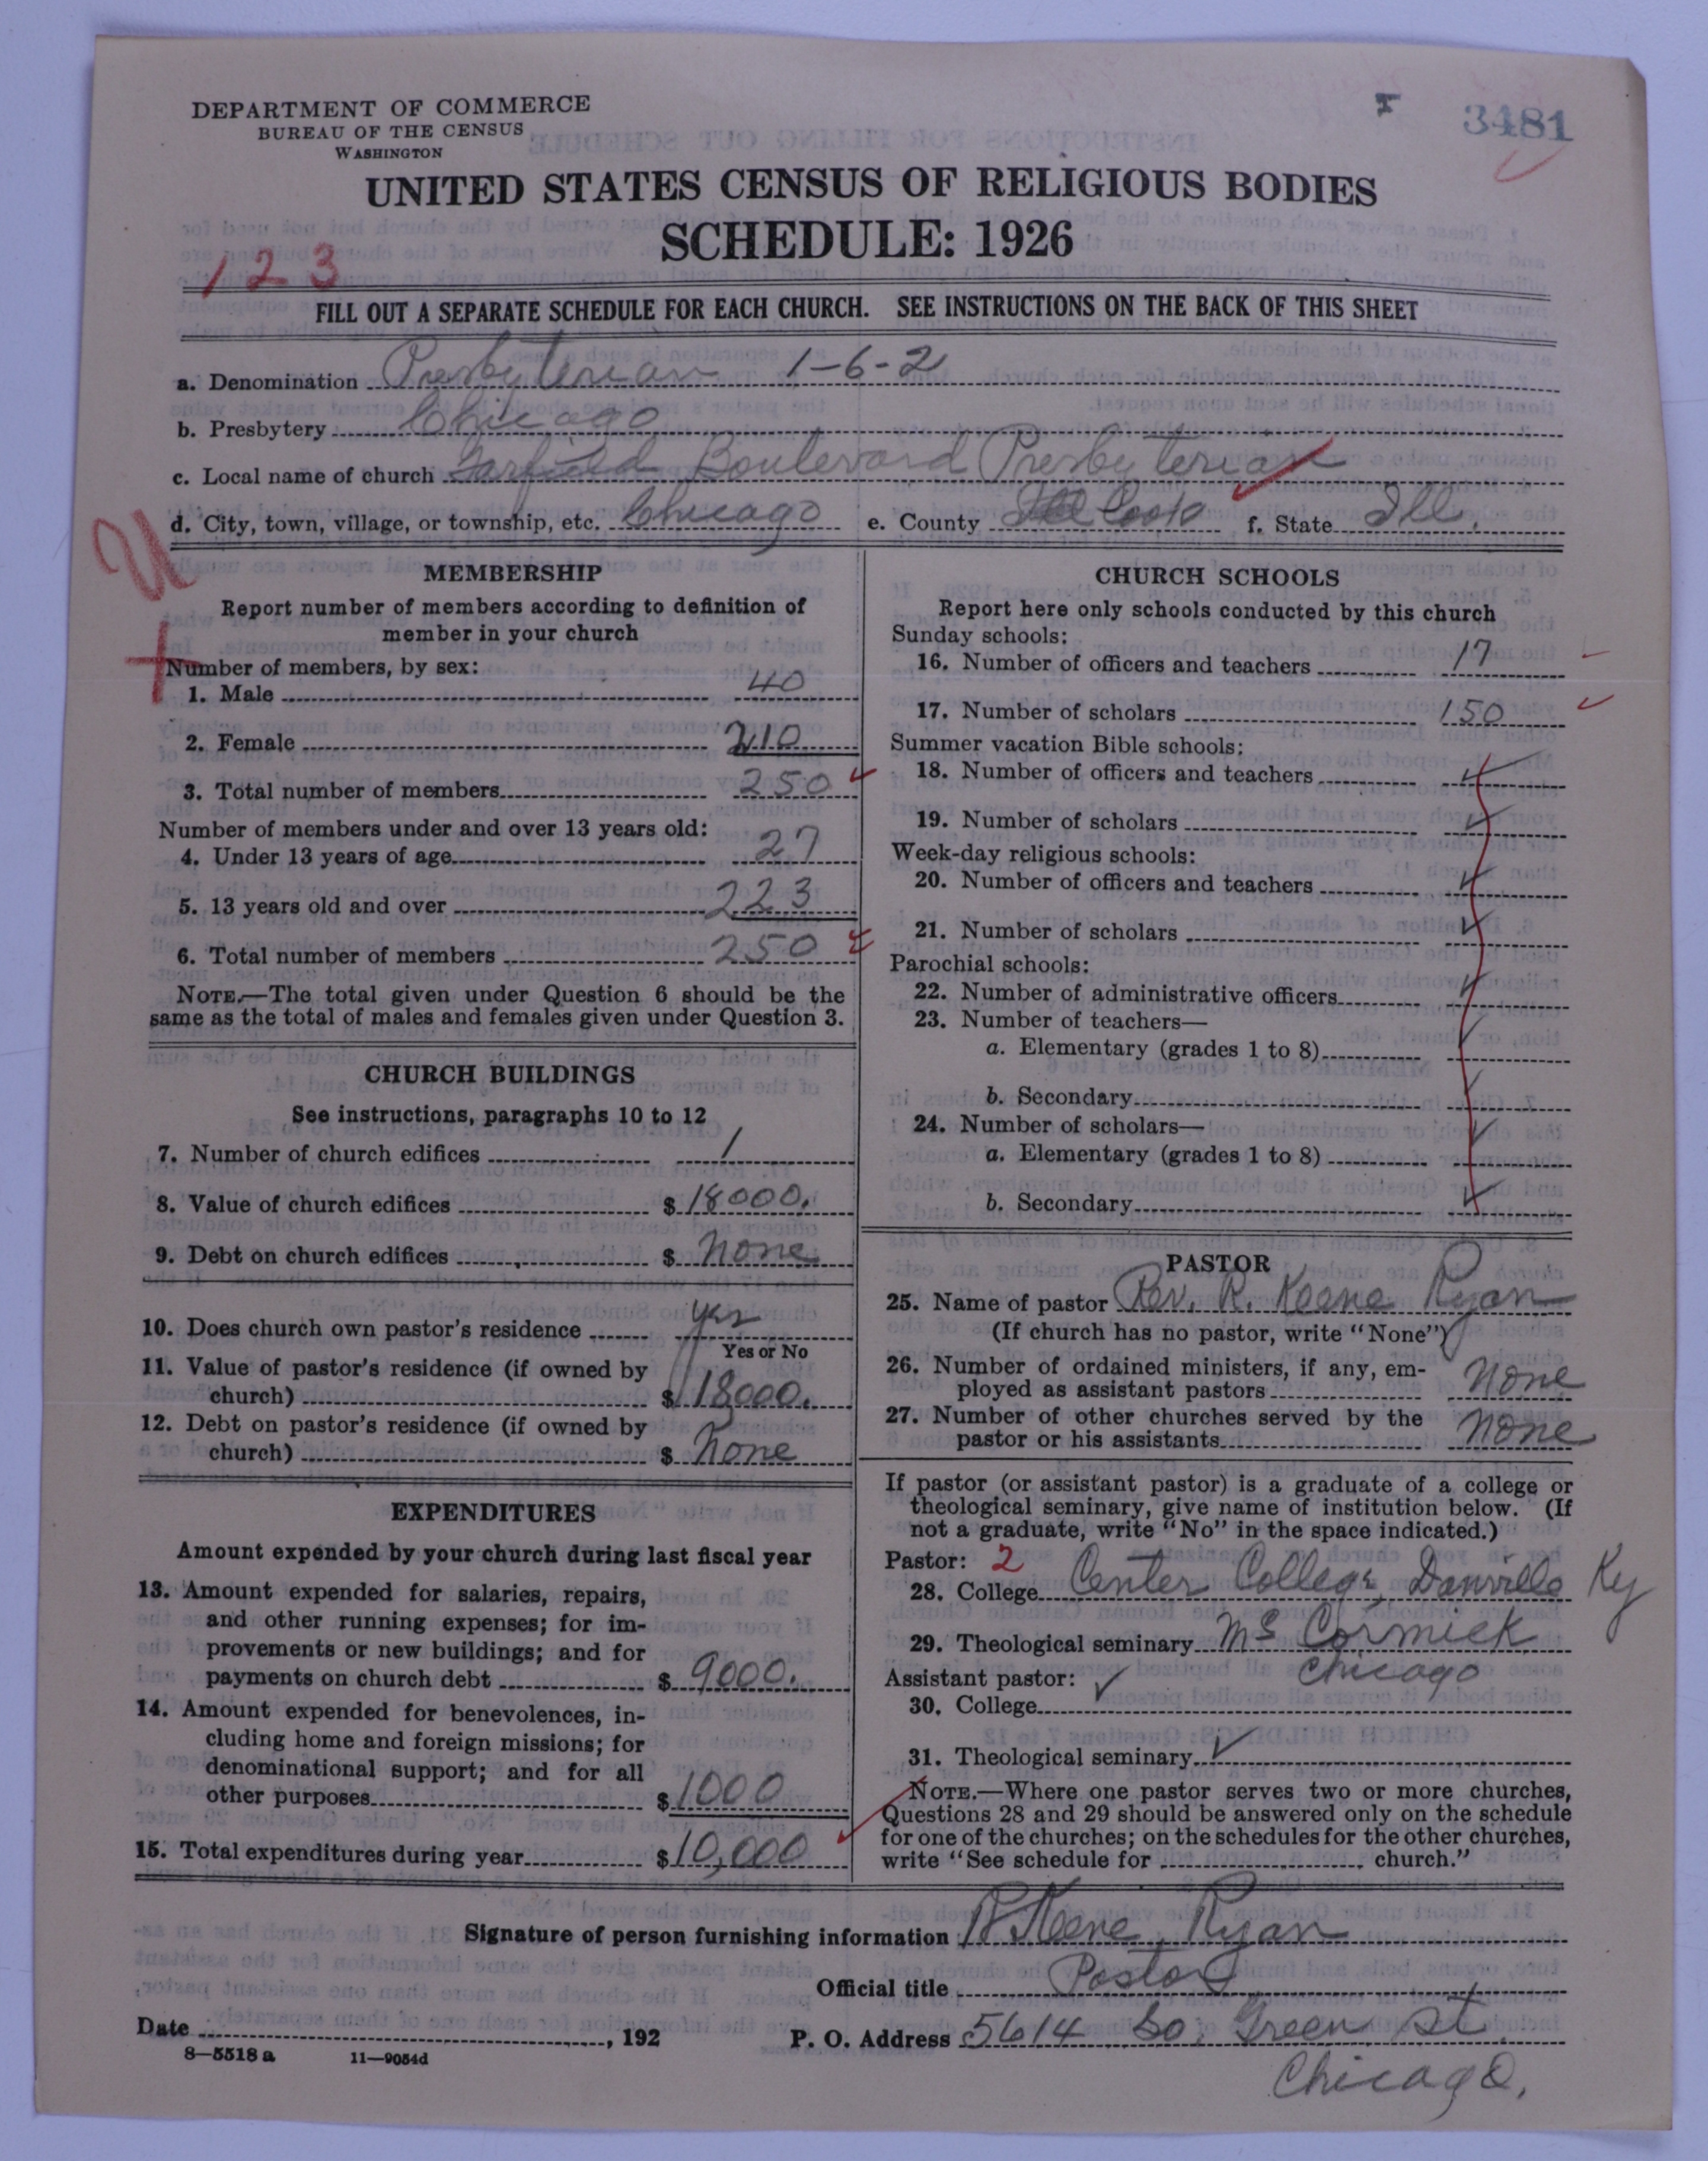 DEPARTMENT OF COMMERCE
BUREAU OF THE CENSUS
WASHINGTON
I 3481
UNITED STATES CENSUS OF RELIGIOUS BODIES
SCHEDULE: 1926
123
FILL OUT A SEPARATE SCHEDULE FOR EACH CHURCH. SEE INSTRUCTIONS ON THE BACK OF THIS SHEET
a. Denomination Presbyterian 1-6-2
b. Presbytery Chicago
c. Local name of church Garfield Boulevard Presbyterian
d. City, town, village, or township, etc. Chicago e. County Cook f. State Ill.
U
MEMBERSHIP
Report number of members according to definition of
member in your church
Number of members, by sex:
1. Male 40
2. Female 210
3. Total number of members 250
Number of members under and over 13 years old:
4. Under 13 years of age 27
5. 13 years old and over 223
6. Total number of members 250
NOTE.—The total given under Question 6 should be the
same as the total of males and females given under Question 3.
CHURCH BUILDINGS
See instructions, paragraphs 10 to 12
7. Number of church edifices 1
8. Value of church edifices $ 18000.
9. Debt on church edifices $ None
10. Does church own pastor's residence yes
Yes or No
11. Value of pastor's residence (if owned by
church) $ 18000.
12. Debt on pastor's residence (if owned by
church) $ None
EXPENDITURES
Amount expended by your church during last fiscal year
13. Amount expended for salaries, repairs,
and other running expenses; for im-
provements or new buildings; and for
payments on church debt $ 9000.
14. Amount expended for benevolences, in-
cluding home and foreign missions; for
denominational support; and for all
other purposes $ 1000
15. Total expenditures during year $ 10,000
CHURCH SCHOOLS
Report here only schools conducted by this church
Sunday schools:
16. Number of officers and teachers 17
17. Number of scholars 150
Summer vacation Bible schools:
18. Number of officers and teachers
19. Number of scholars
Week-day religious schools:
20. Number of officers and teachers
21. Number of scholars
Parochial schools:
22. Number of administrative officers
23. Number of teachers—
a. Elementary (grades 1 to 8)
b. Secondary
24. Number of scholars—
a. Elementary (grades 1 to 8)
b. Secondary
PASTOR
25. Name of pastor Rev. R. Keene Ryan
(If church has no pastor, write "None")
26. Number of ordained ministers, if any, em-
ployed as assistant pastors None
27. Number of other churches served by the
pastor or his assistants None
If pastor (or assistant pastor) is a graduate of a college or
theological seminary, give name of institution below. (If
not a graduate, write "No" in the space indicated.)
Pastor: 2
28. College Center College, Danville Ky
29. Theological seminary Mc Cormick
Assistant pastor: Chicago
30. College
31. Theological seminary
NOTE.—Where one pastor serves two or more churches,
Questions 28 and 29 should be answered only on the schedule
for one of the churches; on the schedules for the other churches,
write "See schedule for church."
Signature of person furnishing information R Keene Ryan
Official title Pastor
Date , 192 P. O. Address 5614 So. Green St.
8—5518 a 11—9054d
Chicago.